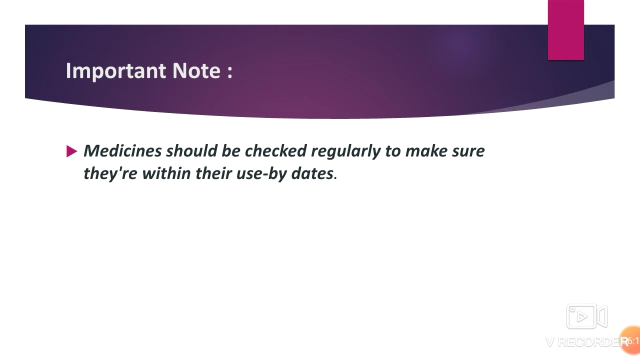 Important Note :
Medicines should be checked regularly to make sure
they're within their use-by dates.
V RECORDER